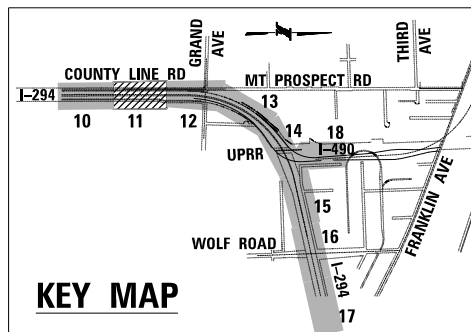 GRAND AVE
THIRD AVE
COUNTY LINE RD
MT PROSPECT RD
I-294
10
11
12
13
14
18
UPRR
I-490
15
16
WOLF ROAD
FRANKLIN AVE
I-294
17
KEY MAP